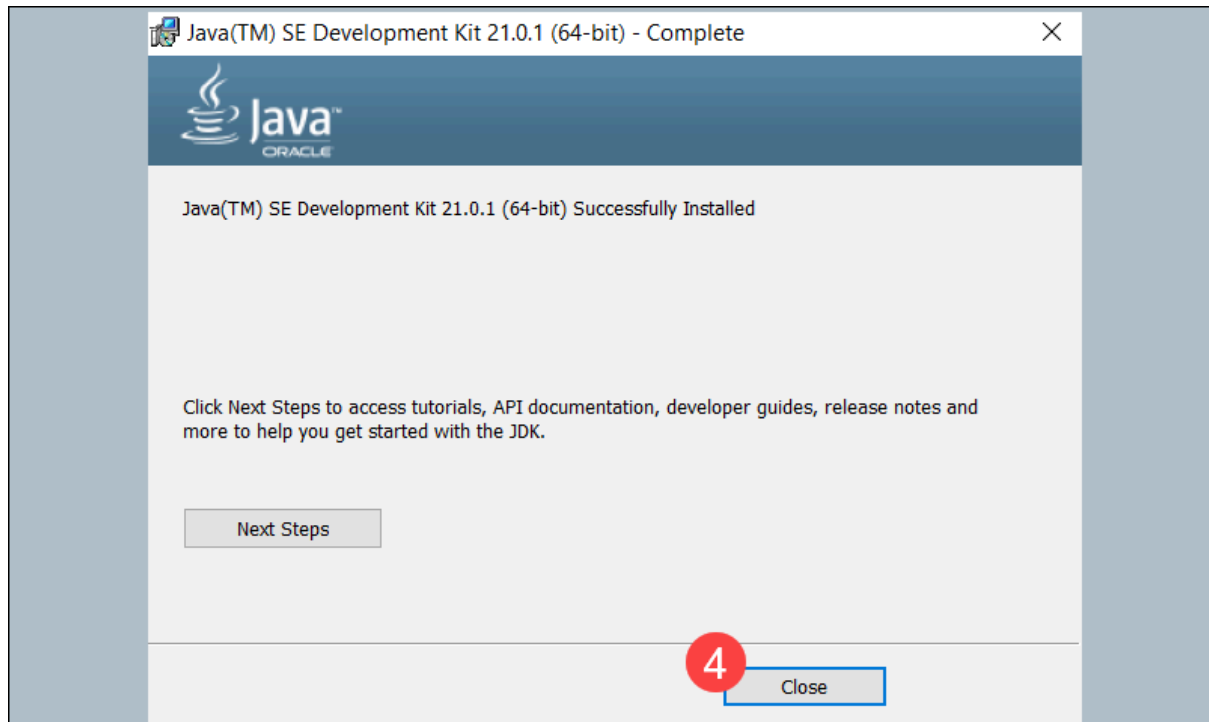 Java(TM) SE Development Kit 21.0.1 (64-bit) - Complete
Java™
ORACLE
Java(TM) SE Development Kit 21.0.1 (64-bit) Successfully Installed
Click Next Steps to access tutorials, API documentation, developer guides, release notes and
more to help you get started with the JDK.
Next Steps
4
Close